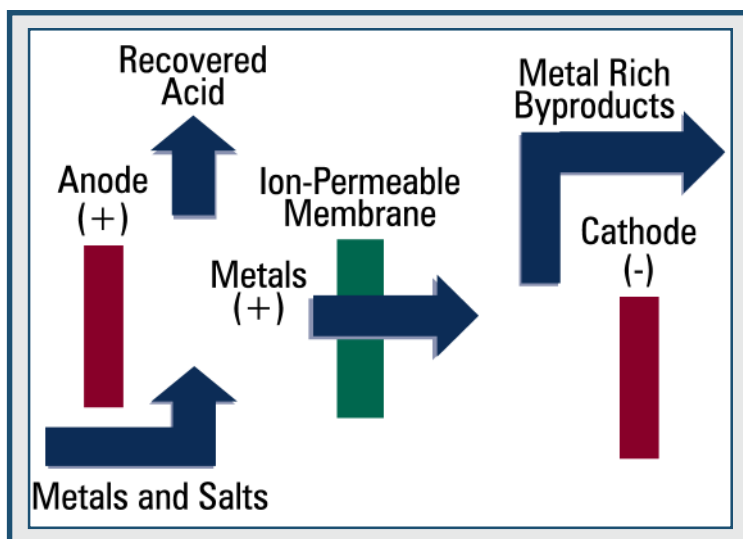 Recovered
Acid
Metal Rich
Byproducts
Anode
(+)
Ion-Permeable
Membrane
Cathode
(-)
Metals
(+)
Metals and Salts